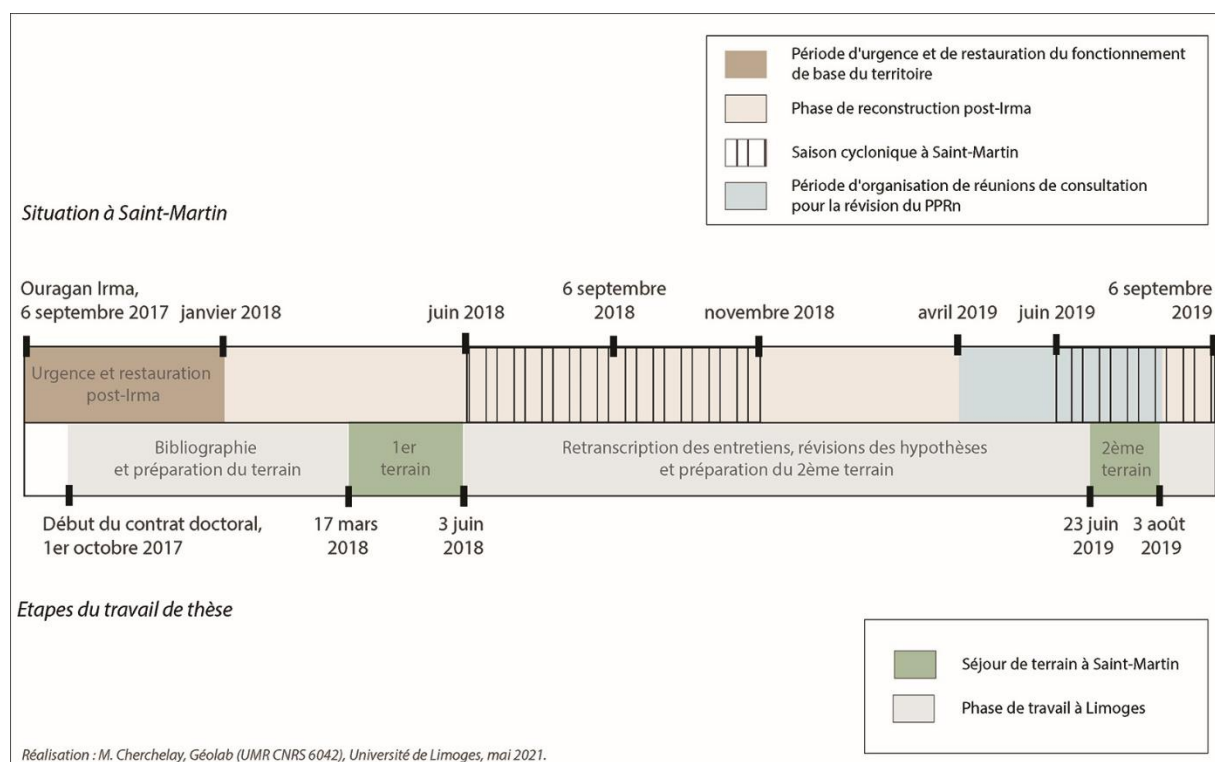 Période d'urgence et de restauration du fonctionnement
de base du territoire
Phase de reconstruction post-Irma
Saison cyclonique à Saint-Martin
Période d'organisation de réunions de consultation
pour la révision du PPRn
Situation à Saint-Martin
Ouragan Irma,
6 septembre 2017
janvier 2018
juin 2018
6 septembre
2018
novembre 2018
avril 2019
juin 2019
6 septembre
2019
Urgence et restauration
post-Irma
Bibliographie
et préparation du terrain
1er
terrain
Retranscription des entretiens, révisions des hypothèses
et préparation du 2ème terrain
2ème
terrain
Début du contrat doctoral,
1er octobre 2017
17 mars
2018
3 juin
2018
23 juin
2019
3 août
2019
Etapes du travail de thèse
Séjour de terrain à Saint-Martin
Phase de travail à Limoges
Réalisation : M. Cherchelay, Géolab (UMR CNRS 6042), Université de Limoges, mai 2021.